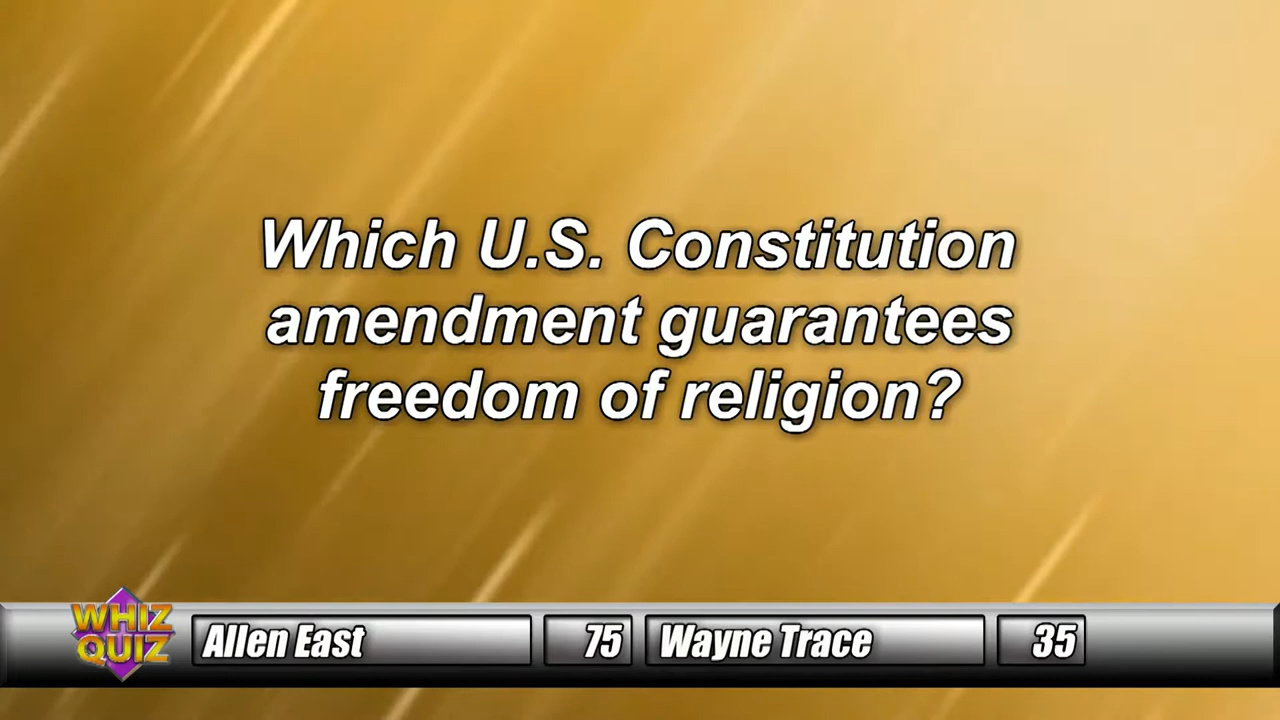 Which U.S. Constitution
amendment guarantees
freedom of religion?
WHIZ
QUIZ
Allen East 75 Wayne Trace 35